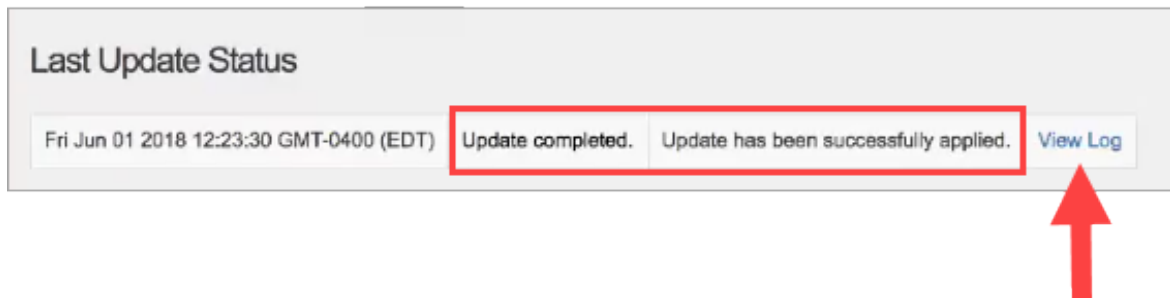 Last Update Status
Fri Jun 01 2018 12:23:30 GMT-0400 (EDT) Update completed. Update has been successfully applied. View Log